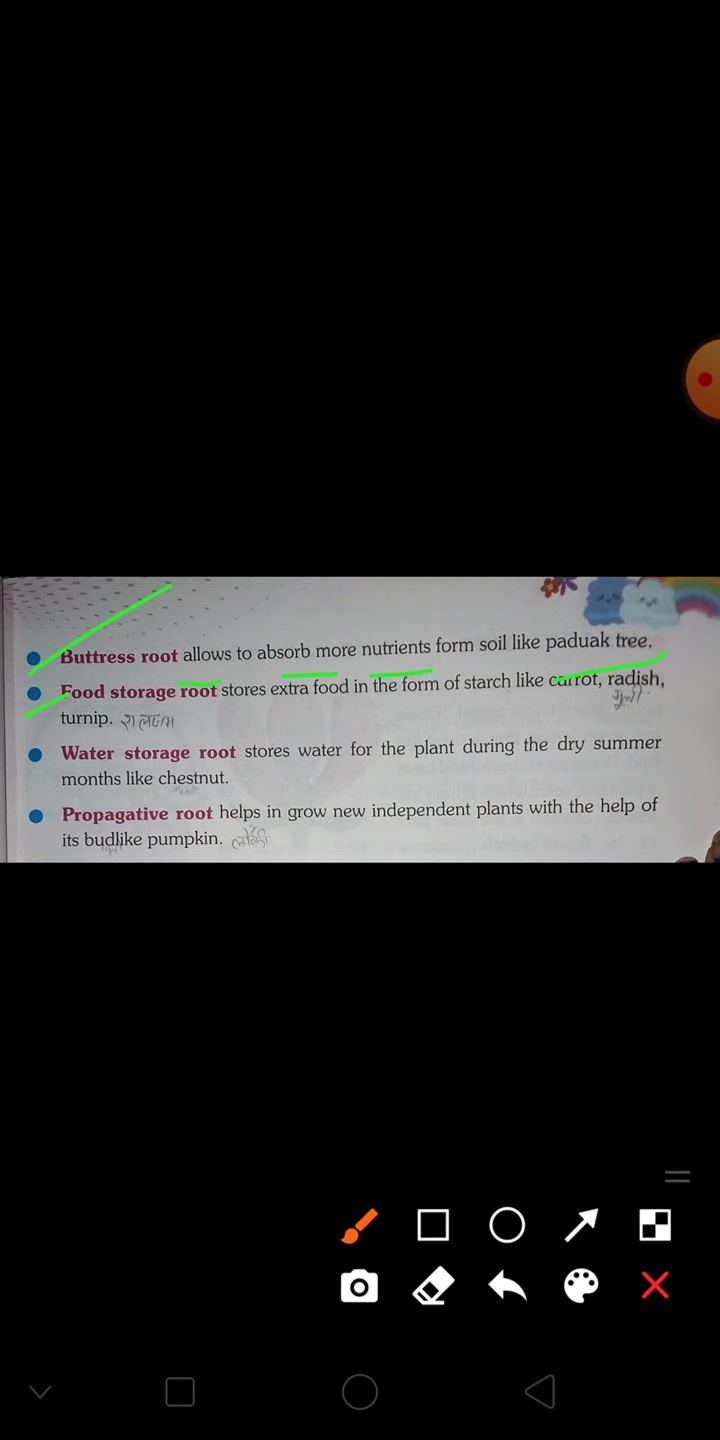 Buttress root allows to absorb more nutrients form soil like paduak tree.
Food storage root stores extra food in the form of starch like carrot, radish,
turnip.
Water storage root stores water for the plant during the dry summer
months like chestnut.
Propagative root helps in grow new independent plants with the help of
its budlike pumpkin.